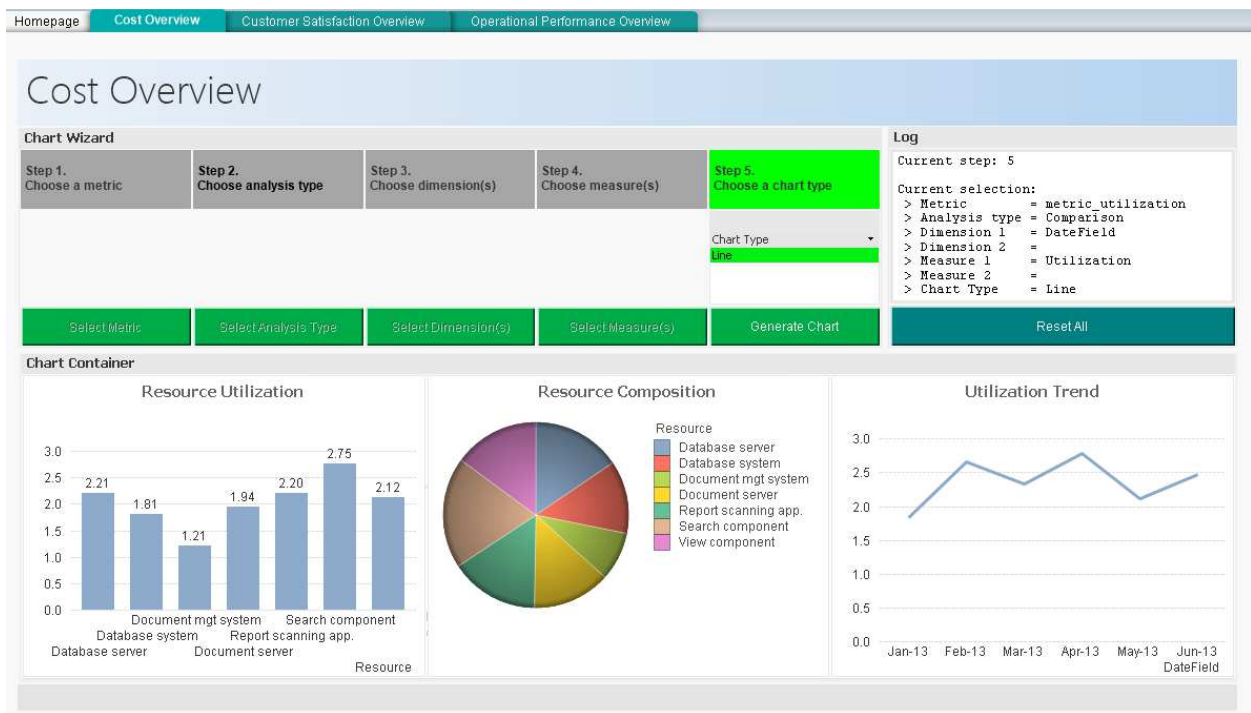 Homepage Cost Overview Customer Satisfaction Overview Operational Performance Overview
Cost Overview
Chart Wizard
Step 1.
Choose a metric
Step 2.
Choose analysis type
Step 3.
Choose dimension(s)
Step 4.
Choose measure(s)
Step 5.
Choose a chart type
Chart Type
Line
Select Metric Select Analysis Type Select Dimension(s) Select Measure(s) Generate Chart
Log
Current step: 5
Current selection:
> Metric = metric_utilization
> Analysis type = Comparison
> Dimension 1 = DateField
> Dimension 2 =
> Measure 1 = Utilization
> Measure 2 =
> Chart Type = Line
Reset All
Chart Container
Resource Utilization
3.0
2.5
2.0
1.5
1.0
0.5
0.0
2.21 1.81 1.21 1.94 2.20 2.75 2.12
Document mgt system Search component
Database system Report scanning app.
Database server Document server
Resource
Resource Composition
Resource
Database server
Database system
Document mgt system
Document server
Report scanning app.
Search component
View component
Utilization Trend
3.0
2.5
2.0
1.5
1.0
0.5
0.0
Jan-13 Feb-13 Mar-13 Apr-13 May-13 Jun-13
DateField